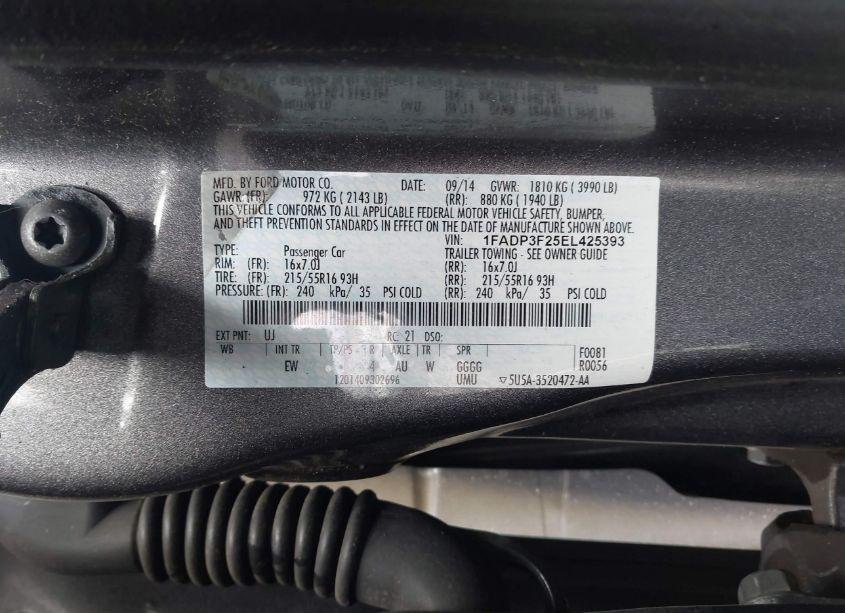 MFD. BY FORD MOTOR CO. DATE: 09/14 GVWR: 1810 KG ( 3990 LB)
GAWR: (FR): 972 KG ( 2143 LB) (RR): 880 KG ( 1940 LB)
THIS VEHICLE CONFORMS TO ALL APPLICABLE FEDERAL MOTOR VEHICLE SAFETY, BUMPER,
AND THEFT PREVENTION STANDARDS IN EFFECT ON THE DATE OF MANUFACTURE SHOWN ABOVE.
VIN: 1FADP3F25EL425393
TYPE: Passenger Car TRAILER TOWING - SEE OWNER GUIDE
RIM: (FR): 16x7.0J (RR): 16x7.0J
TIRE: (FR): 215/55R16 93H (RR): 215/55R16 93H
PRESSURE: (FR): 240 kPa/ 35 PSI COLD (RR): 240 kPa/ 35 PSI COLD
EXT PNT: UJ RC: 21 DSO:
WB INT TR TP/PS R AXLE TR SPR F0081
EW 4 AU W GGGG R0056
1201409302696 UMU 5U5A-3520472-AA